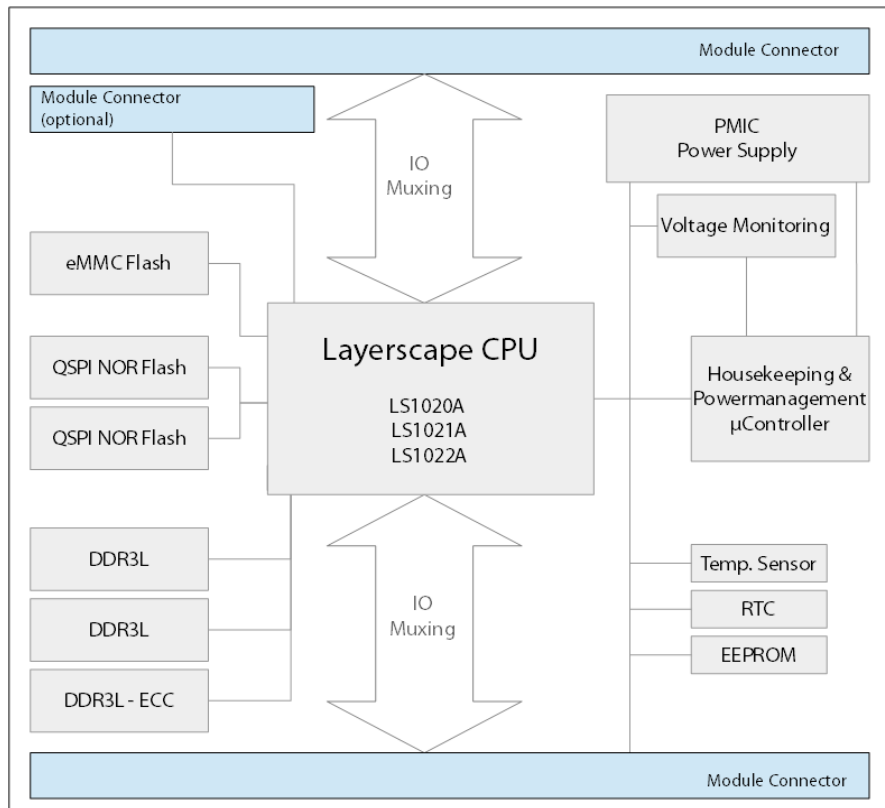 Module Connector
Module Connector
(optional)
IO
Muxing
PMIC
Power Supply
Voltage Monitoring
eMMC Flash
Layerscape CPU
LS1020A
LS1021A
LS1022A
QSPI NOR Flash
QSPI NOR Flash
Housekeeping &
Powermanagement
µController
DDR3L
DDR3L
DDR3L - ECC
IO
Muxing
Temp. Sensor
RTC
EEPROM
Module Connector